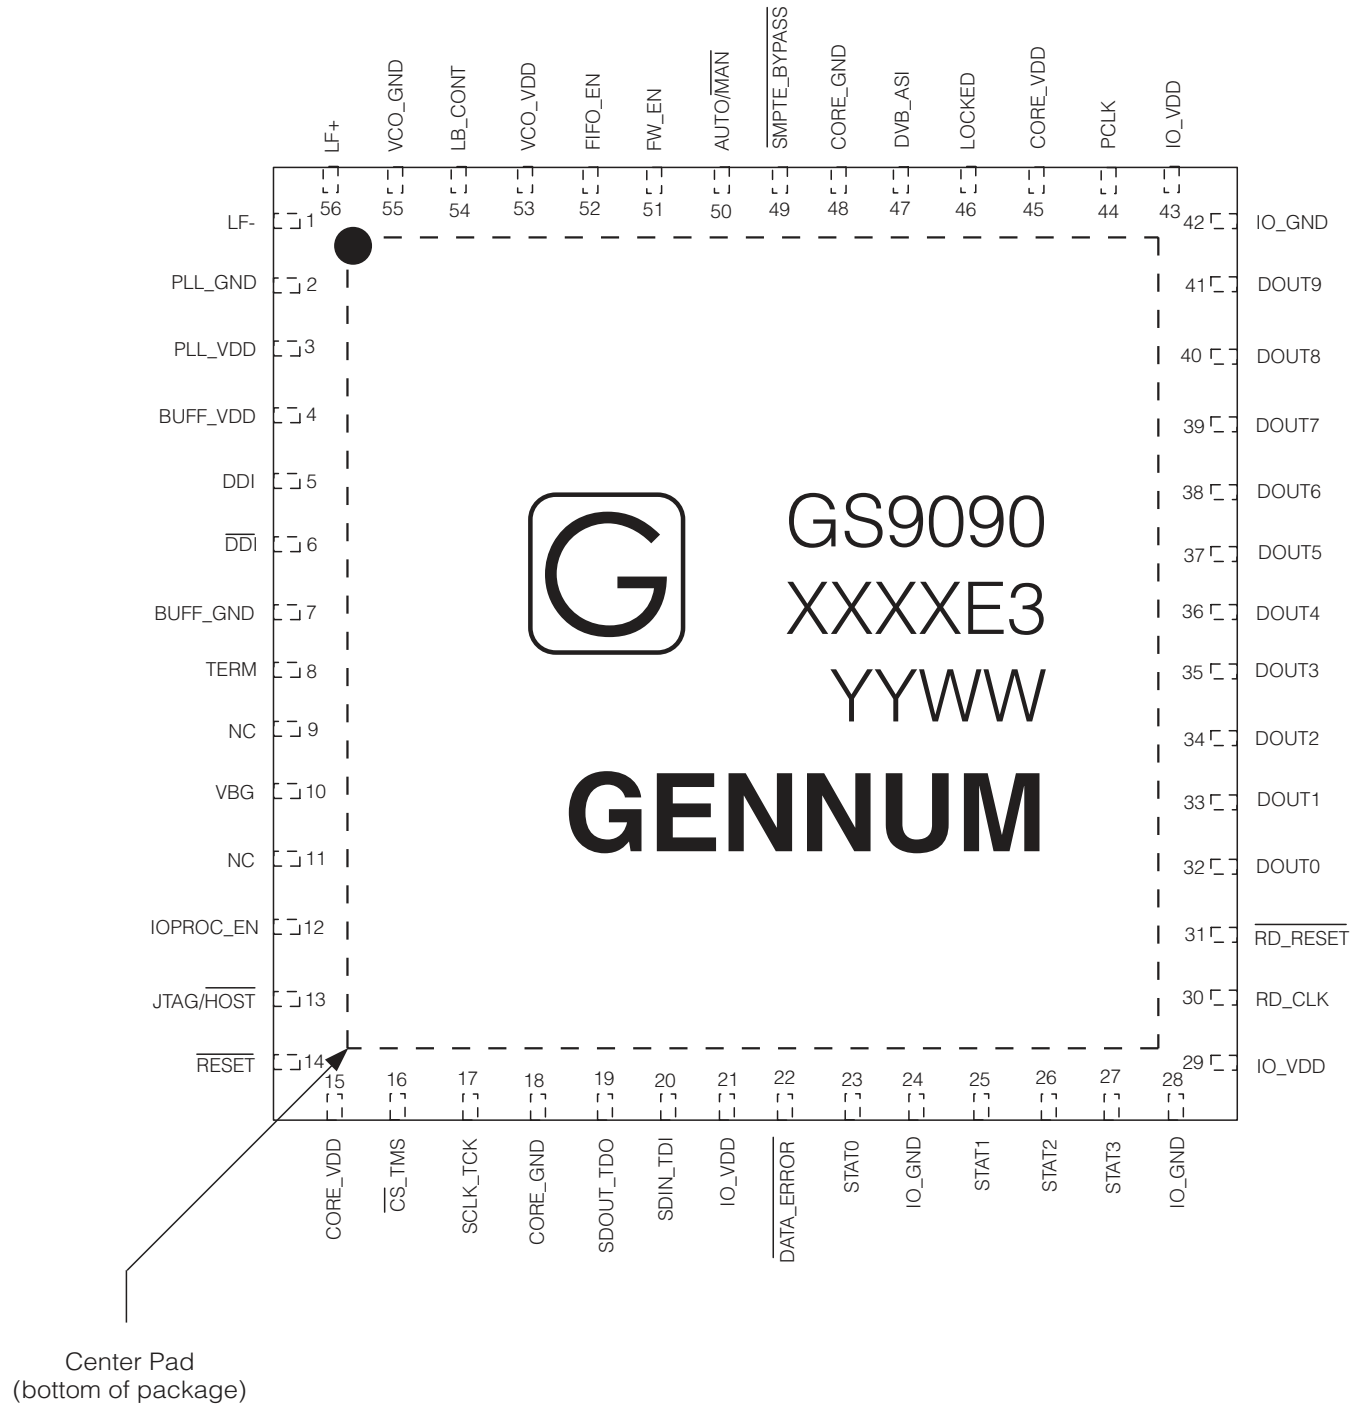 LF+
VCO_GND
LB_CONT
VCO_VDD
FIFO_EN
FW_EN
AUTO/MAN
SMPTE_BYPASS
CORE_GND
DVB_ASI
LOCKED
CORE_VDD
PCLK
IO_VDD
56
55
54
53
52
51
50
49
48
47
46
45
44
43
LF- 1
PLL_GND 2
PLL_VDD 3
BUFF_VDD 4
DDI 5
DDI 6
BUFF_GND 7
TERM 8
NC 9
VBG 10
NC 11
IOPROC_EN 12
JTAG/HOST 13
RESET 14
G
GS9090
XXXXE3
YYWW
GENNUM
42 IO_GND
41 DOUT9
40 DOUT8
39 DOUT7
38 DOUT6
37 DOUT5
36 DOUT4
35 DOUT3
34 DOUT2
33 DOUT1
32 DOUT0
31 RD_RESET
30 RD_CLK
29 IO_VDD
15
16
17
18
19
20
21
22
23
24
25
26
27
28
CORE_VDD
CS_TMS
SCLK_TCK
CORE_GND
SDOUT_TDO
SDIN_TDI
IO_VDD
DATA_ERROR
STAT0
IO_GND
STAT1
STAT2
STAT3
IO_GND
Center Pad
(bottom of package)